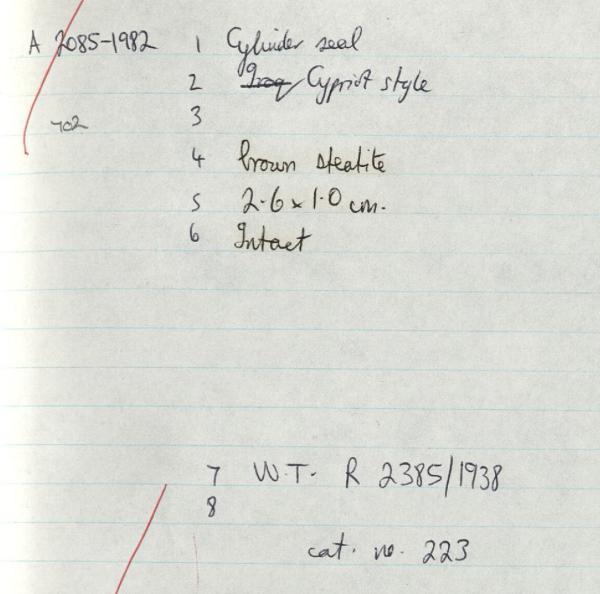 A 2085-1982 1 Cylinder seal
2 Iraq Cypriot style
702 3
4 brown steatite
5 2.6 x 1.0 cm.
6 Intact
7 W.T. R 2385/1938
8
cat. no. 223